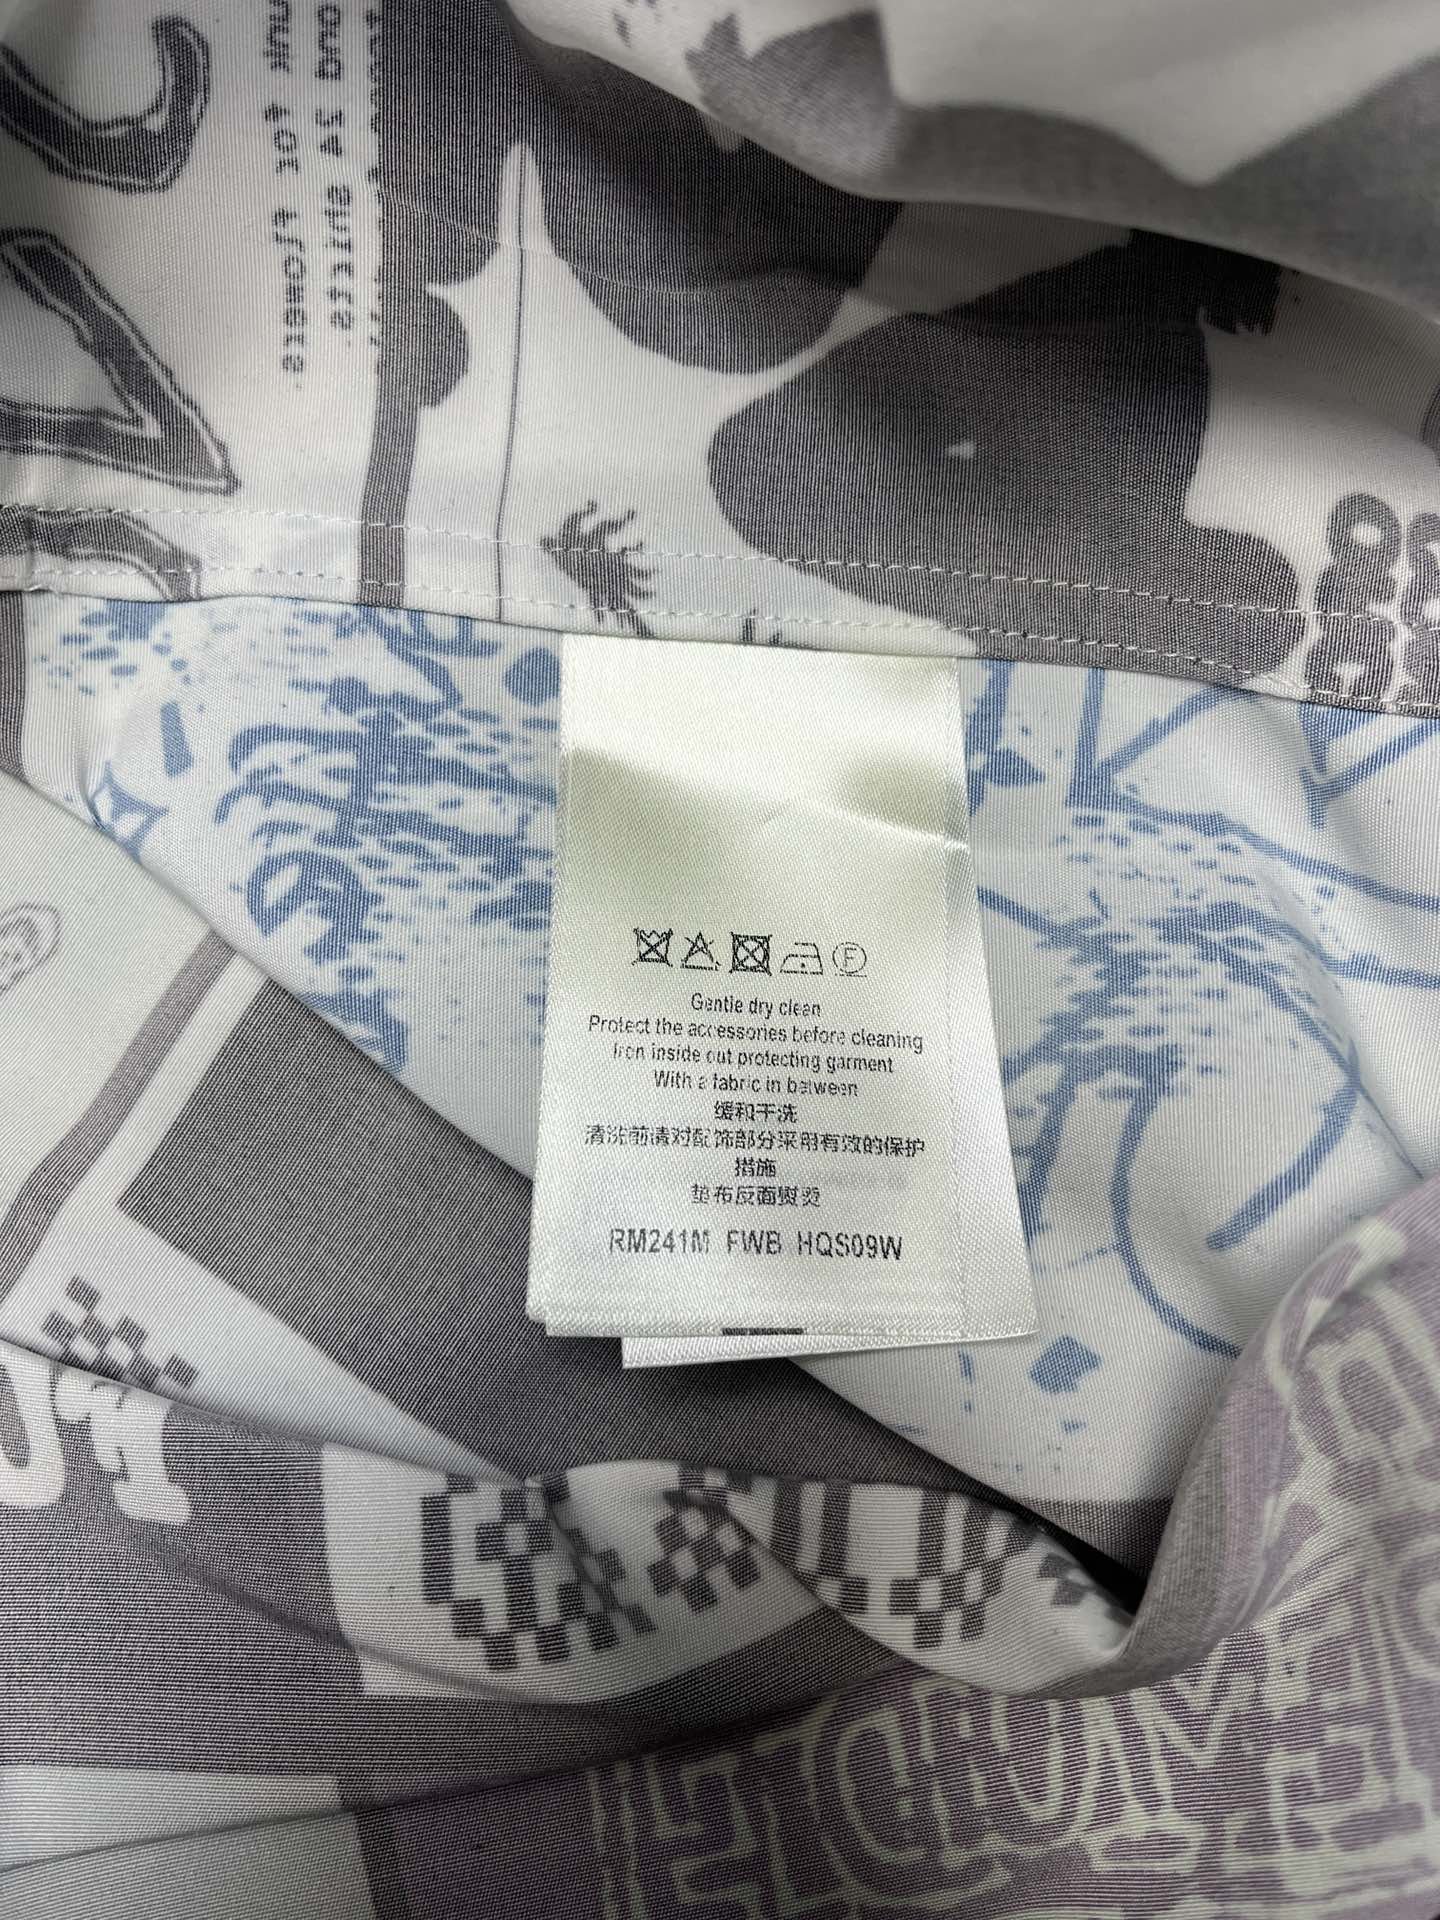 F
Gentle dry clean
Protect the accessories before cleaning
Iron inside out protecting garment
With a fabric in between
缓和干洗
清洗前请对配饰部分采用有效的保护
措施
垫布反面熨烫
RM241M FWB HQS09W